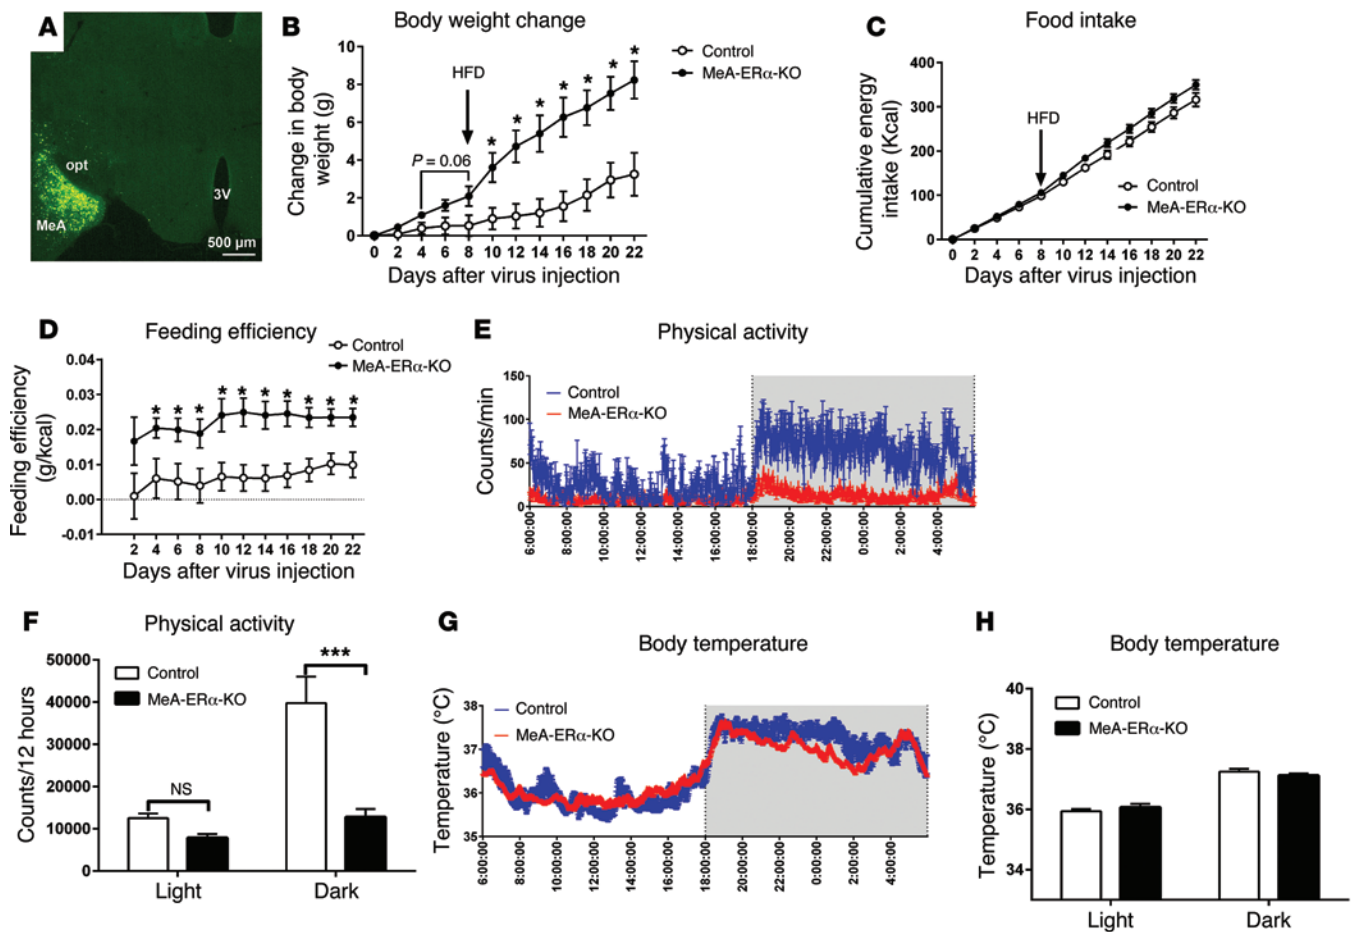 A
opt
MeA
3V
500 µm
B
Body weight change
Control
MeA-ERα-KO
HFD
P = 0.06
* * * * * * *
10
8
6
4
2
0
Change in body
weight (g)
0 2 4 6 8 10 12 14 16 18 20 22
Days after virus injection
C
Food intake
HFD
Control
MeA-ERα-KO
400
300
200
100
0
Cumulative energy
intake (Kcal)
0 2 4 6 8 10 12 14 16 18 20 22
Days after virus injection
D
Feeding efficiency
Control
MeA-ERα-KO
* * * * * * * * * *
0.04
0.03
0.02
0.01
0.00
-0.01
Feeding efficiency
(g/kcal)
2 4 6 8 10 12 14 16 18 20 22
Days after virus injection
E
Physical activity
Control
MeA-ERα-KO
150
100
50
0
Counts/min
6:00:00 8:00:00 10:00:00 12:00:00 14:00:00 16:00:00 18:00:00 20:00:00 22:00:00 0:00:00 2:00:00 4:00:00
F
Physical activity
Control
MeA-ERα-KO
NS
***
50000
40000
30000
20000
10000
0
Counts/12 hours
Light Dark
G
Body temperature
Control
MeA-ERα-KO
38
37
36
35
Temperature (°C)
6:00:00 8:00:00 10:00:00 12:00:00 14:00:00 16:00:00 18:00:00 20:00:00 22:00:00 0:00:00 2:00:00 4:00:00
H
Body temperature
Control
MeA-ERα-KO
40
38
36
34
Temperature (°C)
Light Dark